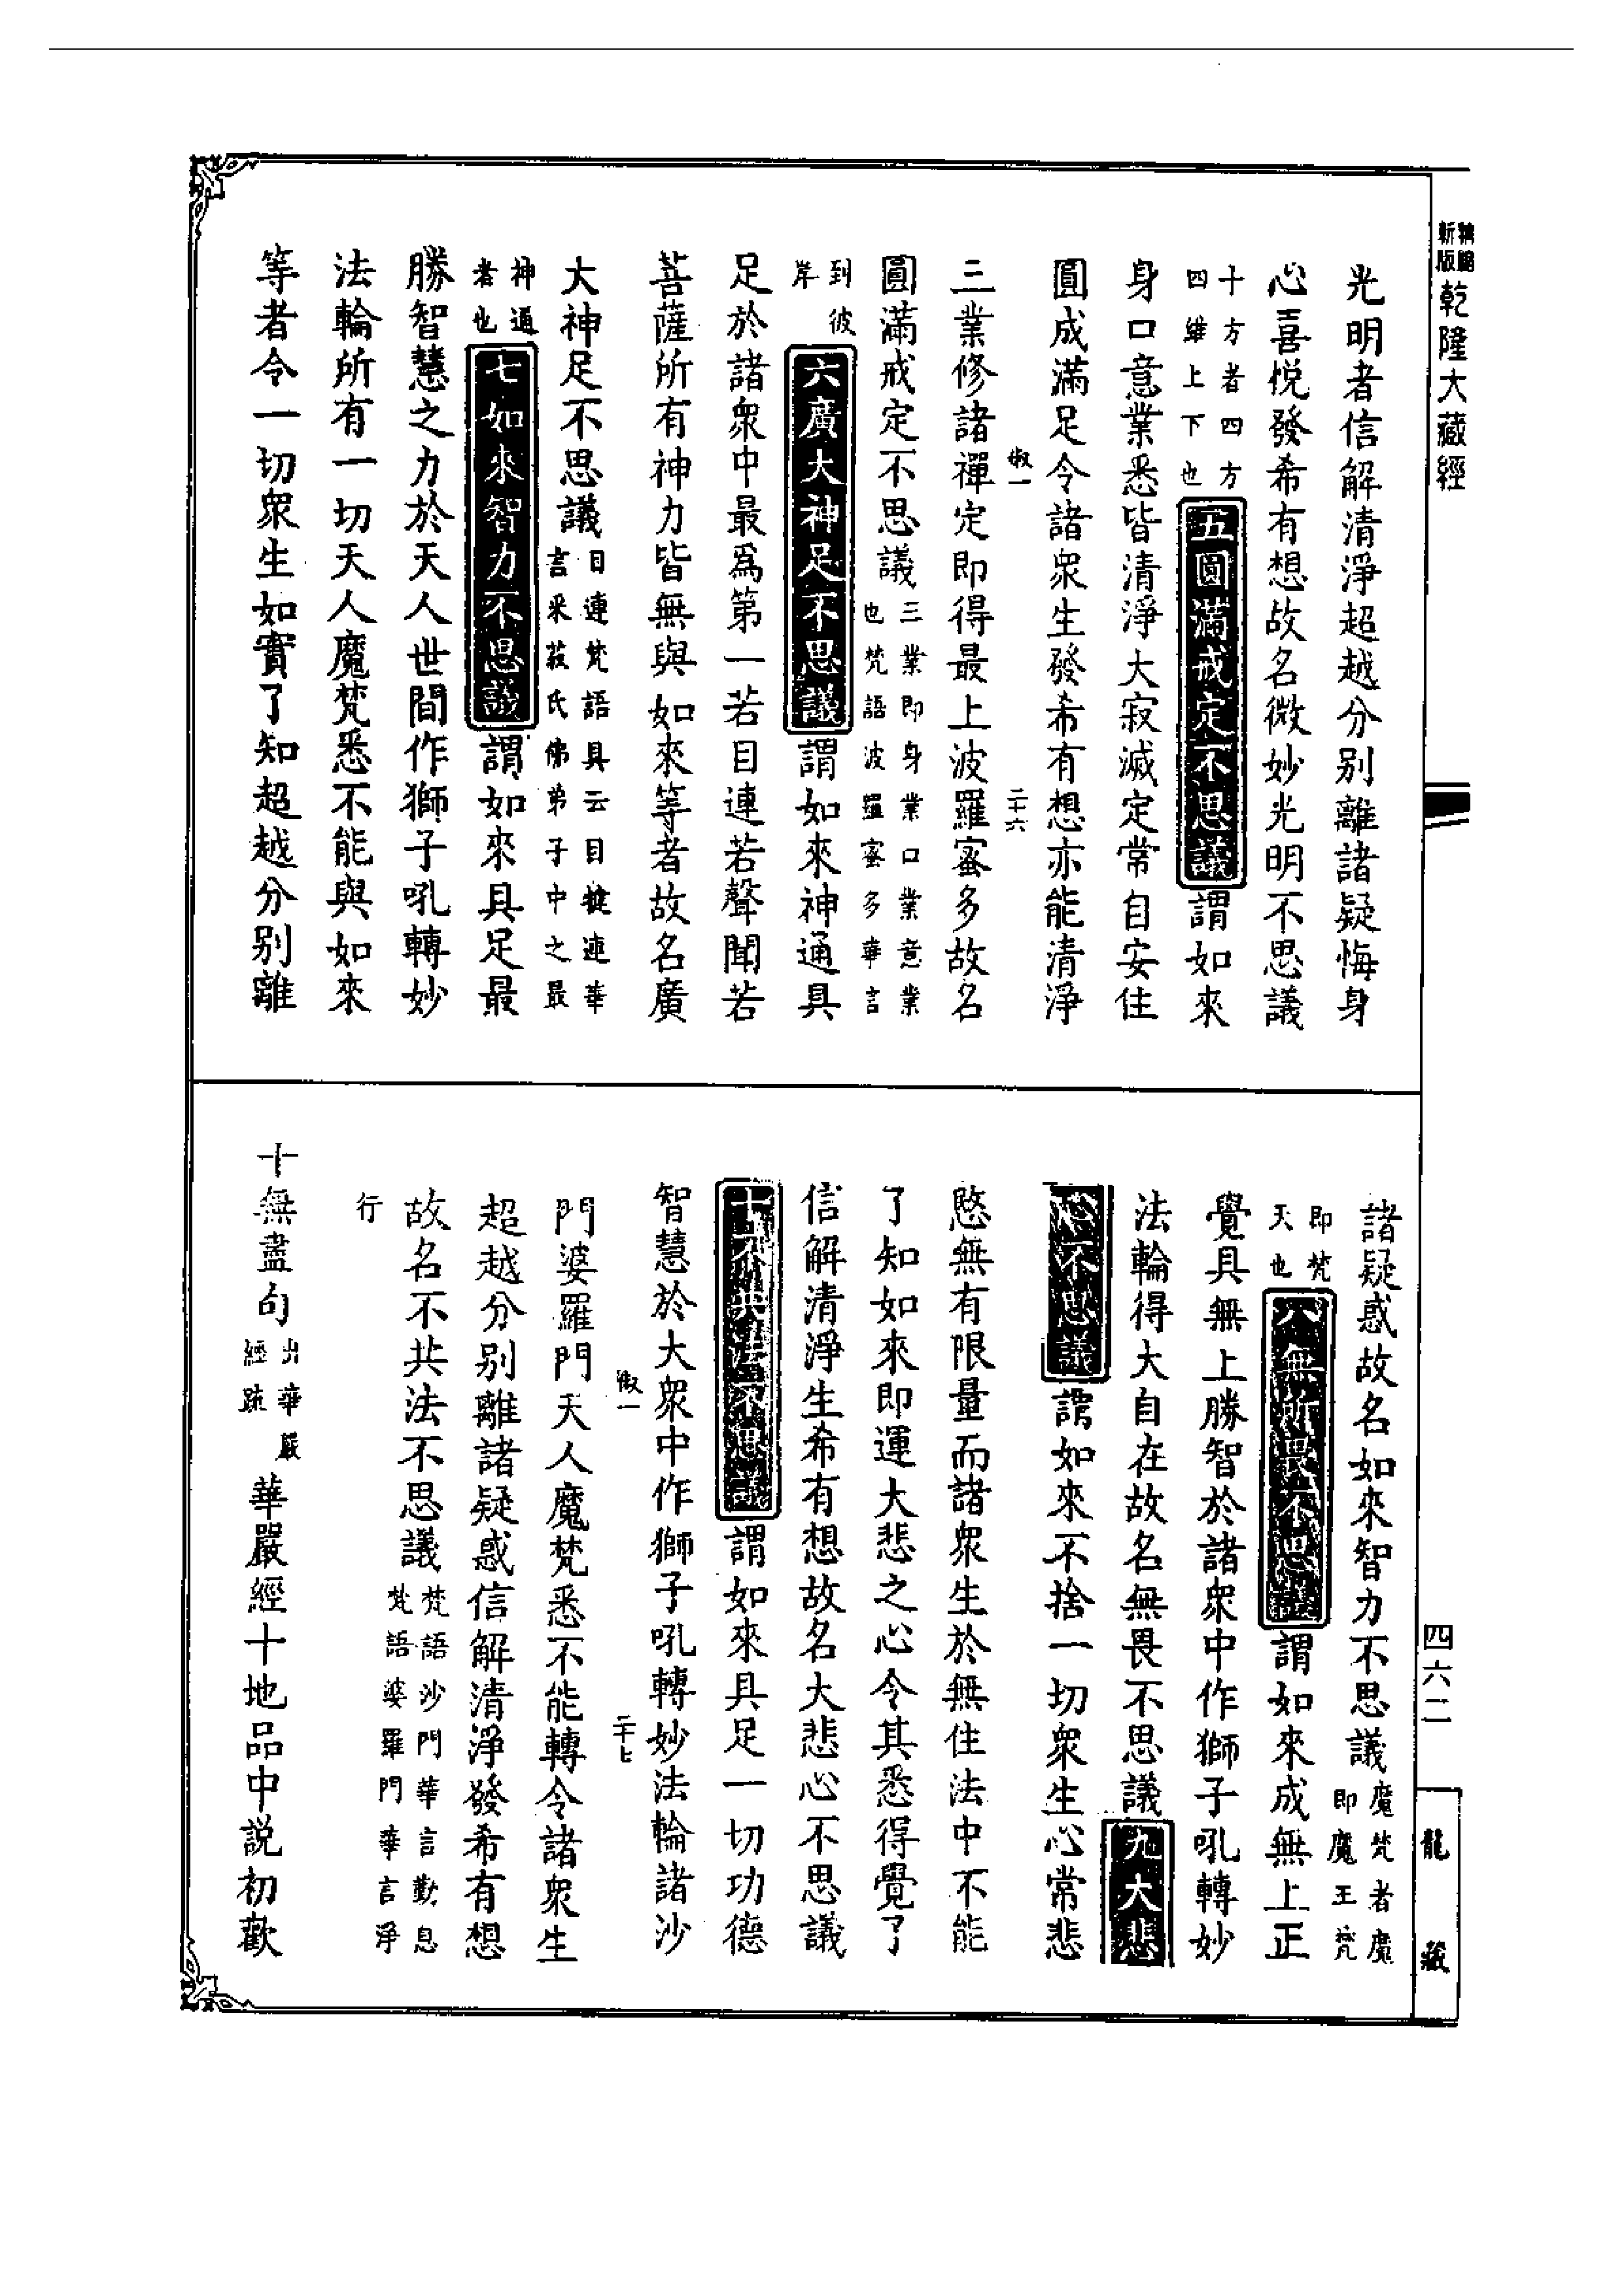 新版
精縮
乾隆大藏經
光明者信解清淨超越分別離諸疑悔身
心喜悅發希有想故名微妙光明不思議
十方者四方
四維上下也
五圓滿戒定不思議
謂如來
身口意業悉皆清淨大寂滅定常自安住
圓成滿足令諸衆生發希有想亦能清淨
二十六
三業修諸禪定即得最上波羅蜜多故名
圓滿戒定不思議
三業即身業口業意業
也梵語波羅蜜多華言
到彼
岸
六廣大神足不思議
謂如來神通具
足於諸衆中最爲第一若目連若聲聞若
菩薩所有神力皆無與如來等者故名廣
大神足不思議
目連梵語具云目犍連華
言采菽氏佛弟子中之最
神通
者也
七如來智力不思議
謂如來具足最
勝智慧之力於天人世間作獅子吼轉妙
法輪所有一切天人魔梵悉不能與如來
等者令一切衆生如實了知超越分別離
四六二
龍藏
諸疑惑故名如來智力不思議
魔梵者魔
即魔王梵
即梵
天也
八無所畏不思議
謂如來成無上正
覺具無上勝智於諸衆中作獅子吼轉妙
法輪得大自在故名無畏不思議
九大悲
心不思議
謂如來不捨一切衆生心常悲
愍無有限量而諸衆生於無住法中不能
了知如來即運大悲之心令其悉得覺了
信解清淨生希有想故名大悲心不思議
十不共法不思議
謂如來具足一切功德
智慧於大衆中作獅子吼轉妙法輪諸沙
二十七
門婆羅門天人魔梵悉不能轉令諸衆生
超越分別離諸疑惑信解清淨發希有想
故名不共法不思議
梵語沙門華言勤息
梵語婆羅門華言淨
行
十無盡句
出華嚴
經疏
華嚴經十地品中說初歡